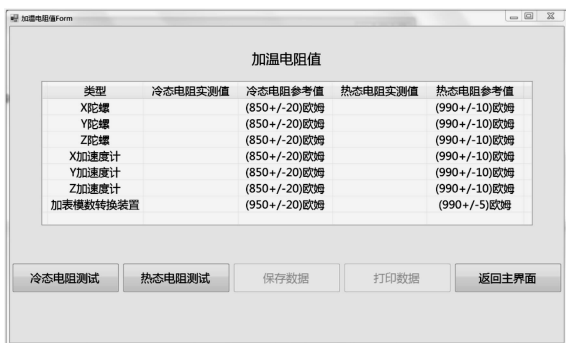 加温电阻值Form
加温电阻值
类型 冷态电阻实测值 冷态电阻参考值 热态电阻实测值 热态电阻参考值
X陀螺 (850+/-20)欧姆 (990+/-10)欧姆
Y陀螺 (850+/-20)欧姆 (990+/-10)欧姆
Z陀螺 (850+/-20)欧姆 (990+/-10)欧姆
X加速度计 (850+/-20)欧姆 (990+/-10)欧姆
Y加速度计 (850+/-20)欧姆 (990+/-10)欧姆
Z加速度计 (850+/-20)欧姆 (990+/-10)欧姆
加表模数转换装置 (950+/-20)欧姆 (990+/-5)欧姆
冷态电阻测试 热态电阻测试 保存数据 打印数据 返回主界面